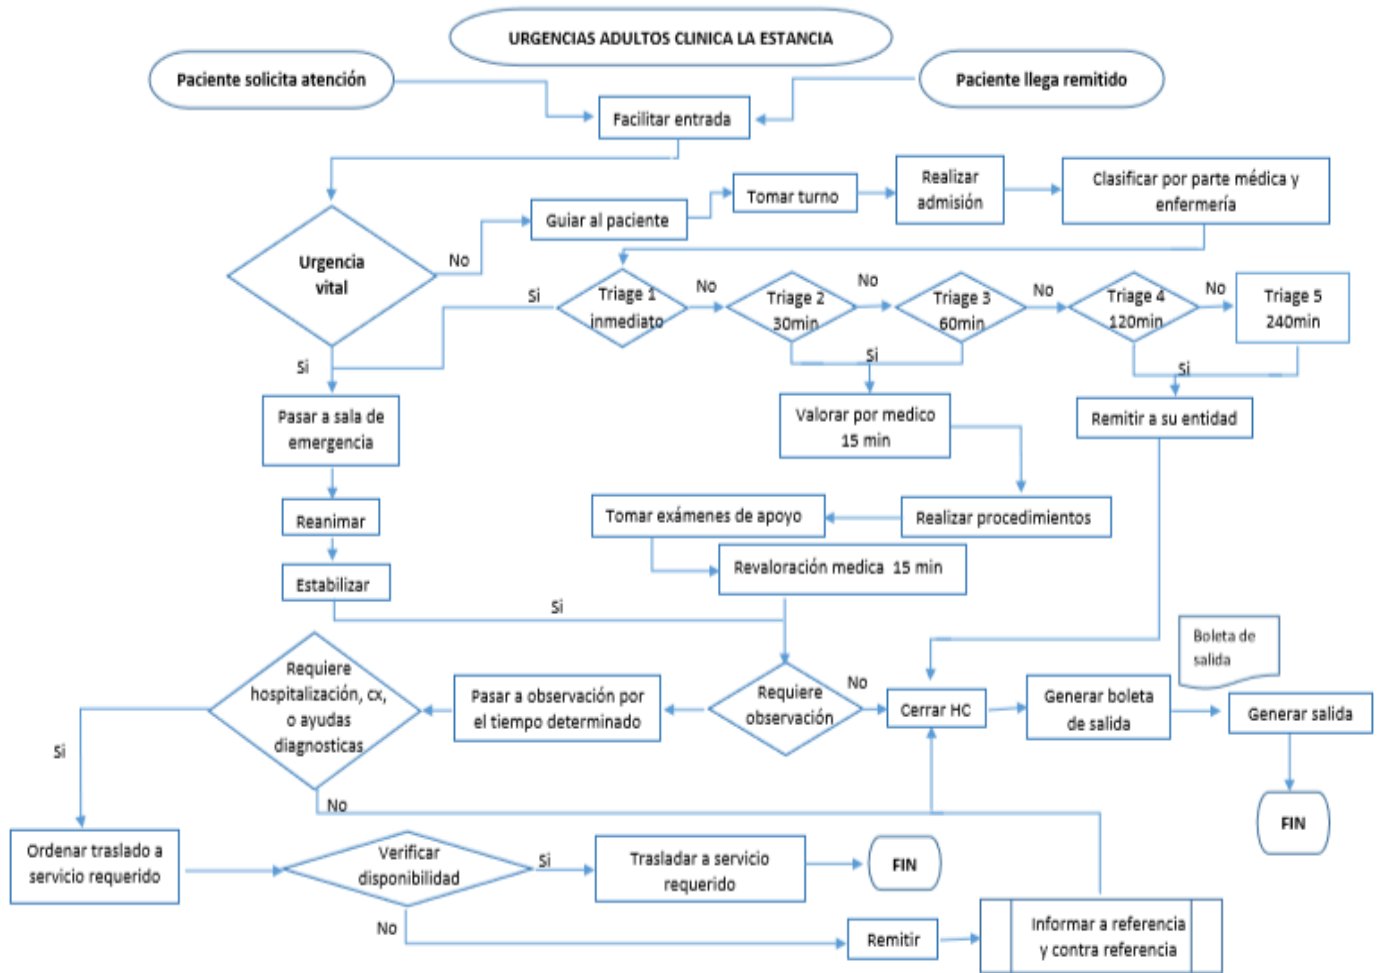 URGENCIAS ADULTOS CLINICA LA ESTANCIA
Paciente solicita atención
Paciente llega remitido
Facilitar entrada
Urgencia
vital
No
Guiar al paciente
Tomar turno
Realizar
admisión
Clasificar por parte médica y
enfermería
Si
Triage 1
inmediato
No
Triage 2
30min
No
Triage 3
60min
No
Triage 4
120min
No
Triage 5
240min
Si
Si
Si
Pasar a sala de
emergencia
Valorar por medico
15 min
Remitir a su entidad
Reanimar
Tomar exámenes de apoyo
Realizar procedimientos
Estabilizar
Revaloración medica 15 min
Si
Requiere
hospitalización, cx,
o ayudas
diagnosticas
Pasar a observación por
el tiempo determinado
Requiere
observación
No
Cerrar HC
Generar boleta
de salida
Boleta de
salida
Generar salida
Si
No
FIN
Ordenar traslado a
servicio requerido
Verificar
disponibilidad
Si
Trasladar a servicio
requerido
FIN
No
Remitir
Informar a referencia
y contra referencia